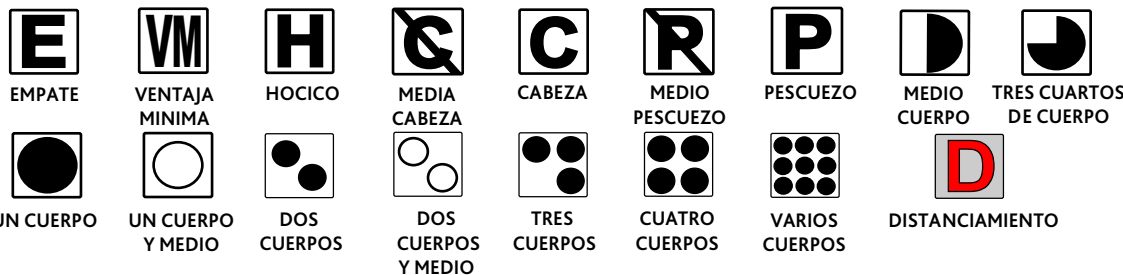 E VM H C C R P
EMPATE VENTAJA HOCICO MEDIA CABEZA MEDIO PESCUEZO MEDIO TRES CUARTOS
MINIMA CABEZA PESCUEZO CUERPO DE CUERPO
D
UN CUERPO UN CUERPO DOS DOS TRES CUATRO VARIOS DISTANCIAMIENTO
Y MEDIO CUERPOS CUERPOS CUERPOS CUERPOS CUERPOS
Y MEDIO